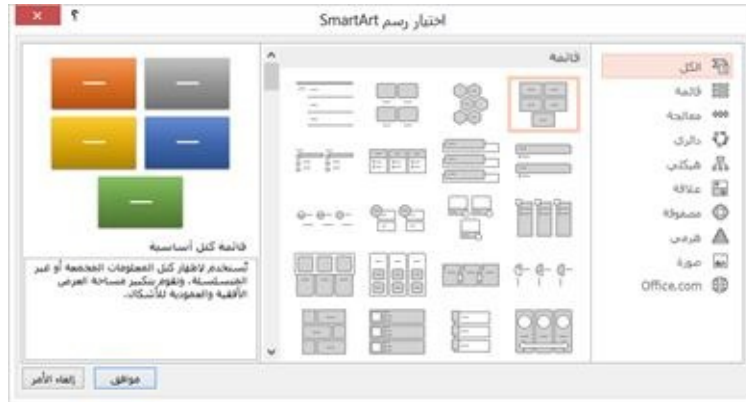 اختيار رسم SmartArt
؟
الكل
قائمة
معالجة
دائري
هيكلي
علاقة
مصفوفة
هرمي
صورة
Office.com
قائمة
قائمة كتل أساسية
تُستخدم لإظهار كتل المعلومات المجمعة أو غير
المتسلسلة. وتقوم بتكبير مساحة العرض
الأفقية والعمودية للأشكال.
موافق
إلغاء الأمر